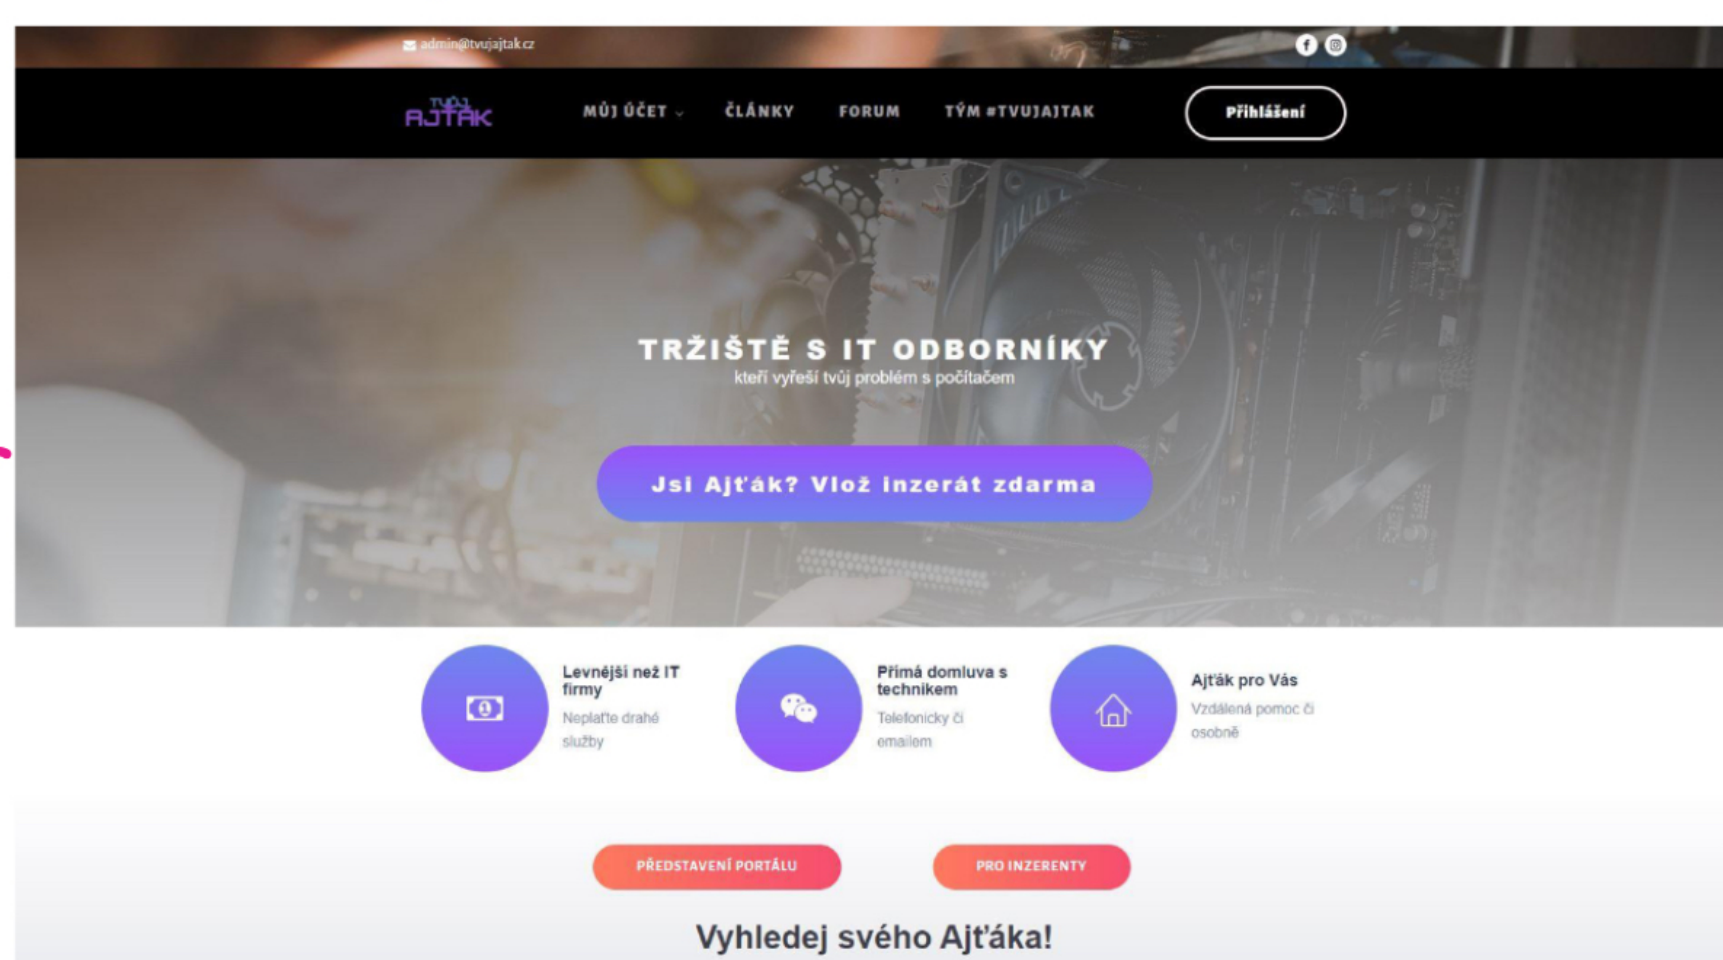 admin@tvujajtak.cz
TVŮJ
AJŤÁK
MŮJ ÚČET
ČLÁNKY
FORUM
TÝM #TVUJAJTAK
Přihlášení
TRŽIŠTĚ S IT ODBORNÍKY
kteří vyřeší tvůj problém s počítačem
Jsi Ajťák? Vlož inzerát zdarma
Levnější než IT
firmy
Neplaťte drahé
služby
Přímá domluva s
technikem
Telefonicky či
emailem
Ajťák pro Vás
Vzdálená pomoc či
osobně
PŘEDSTAVENÍ PORTÁLU
PRO INZERENTY
Vyhledej svého Ajťáka!